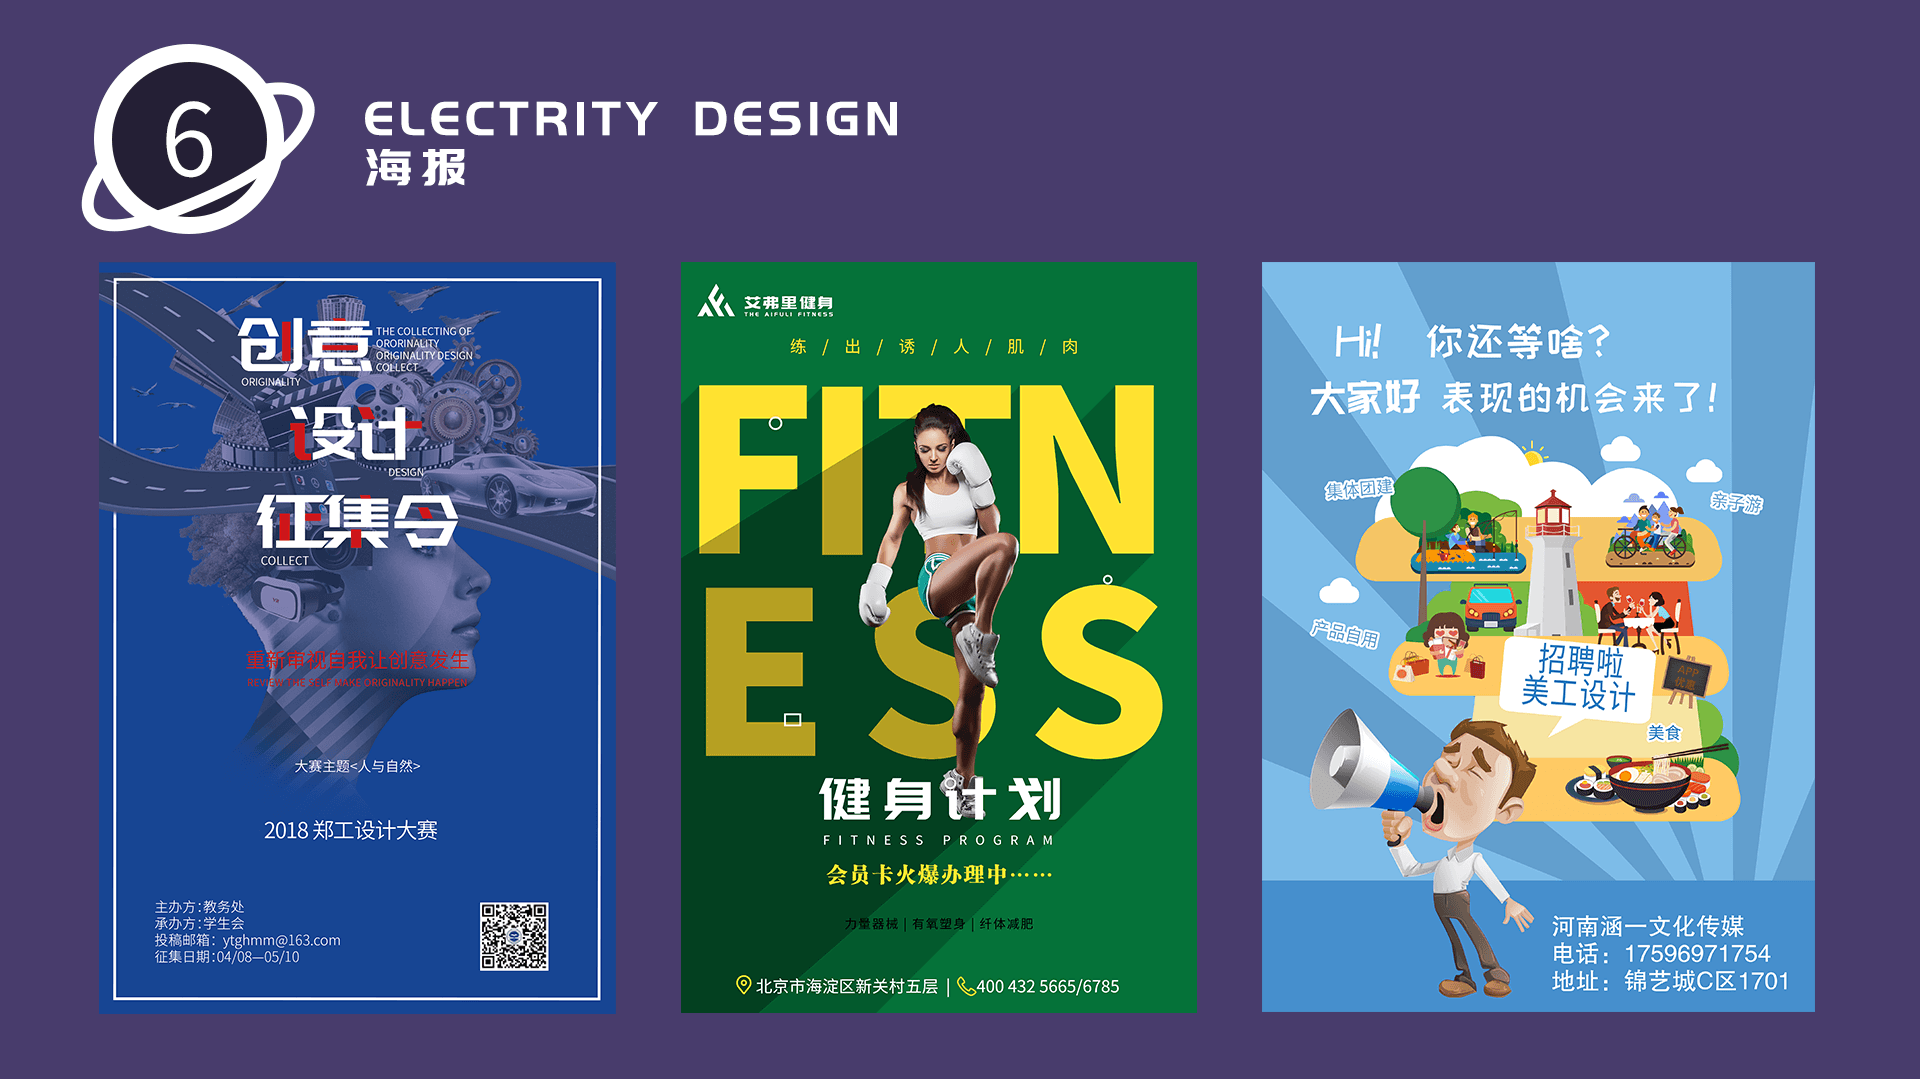 6
ELECTRITY DESIGN
海报
创意
THE COLLECTING OF
ORORINALITY
ORIGINALITY DESIGN
COLLECT
ORIGINALITY
设计
DESIGN
征集令
COLLECT
重新审视自我让创意发生
REVIEW THE SELF MAKE ORIGINALITY HAPPEN
大赛主题<人与自然>
2018 郑工设计大赛
主办方：教务处
承办方：学生会
投稿邮箱：ytghmm@163.com
征集日期：04/08—05/10
艾弗里健身
THE AIFULI FITNESS
练 / 出 / 诱 / 人 / 肌 / 肉
FITN
ESS
健身计划
FITNESS PROGRAM
会员卡火爆办理中······
力量器械 | 有氧塑身 | 纤体减肥
北京市海淀区新关村五层 | 400 432 5665/6785
Hi! 你还等啥?
大家好 表现的机会来了!
集体团建
亲子游
产品自用
招聘啦
美工设计
APP
优惠
美食
河南涵一文化传媒
电话：17596971754
地址：锦艺城C区1701